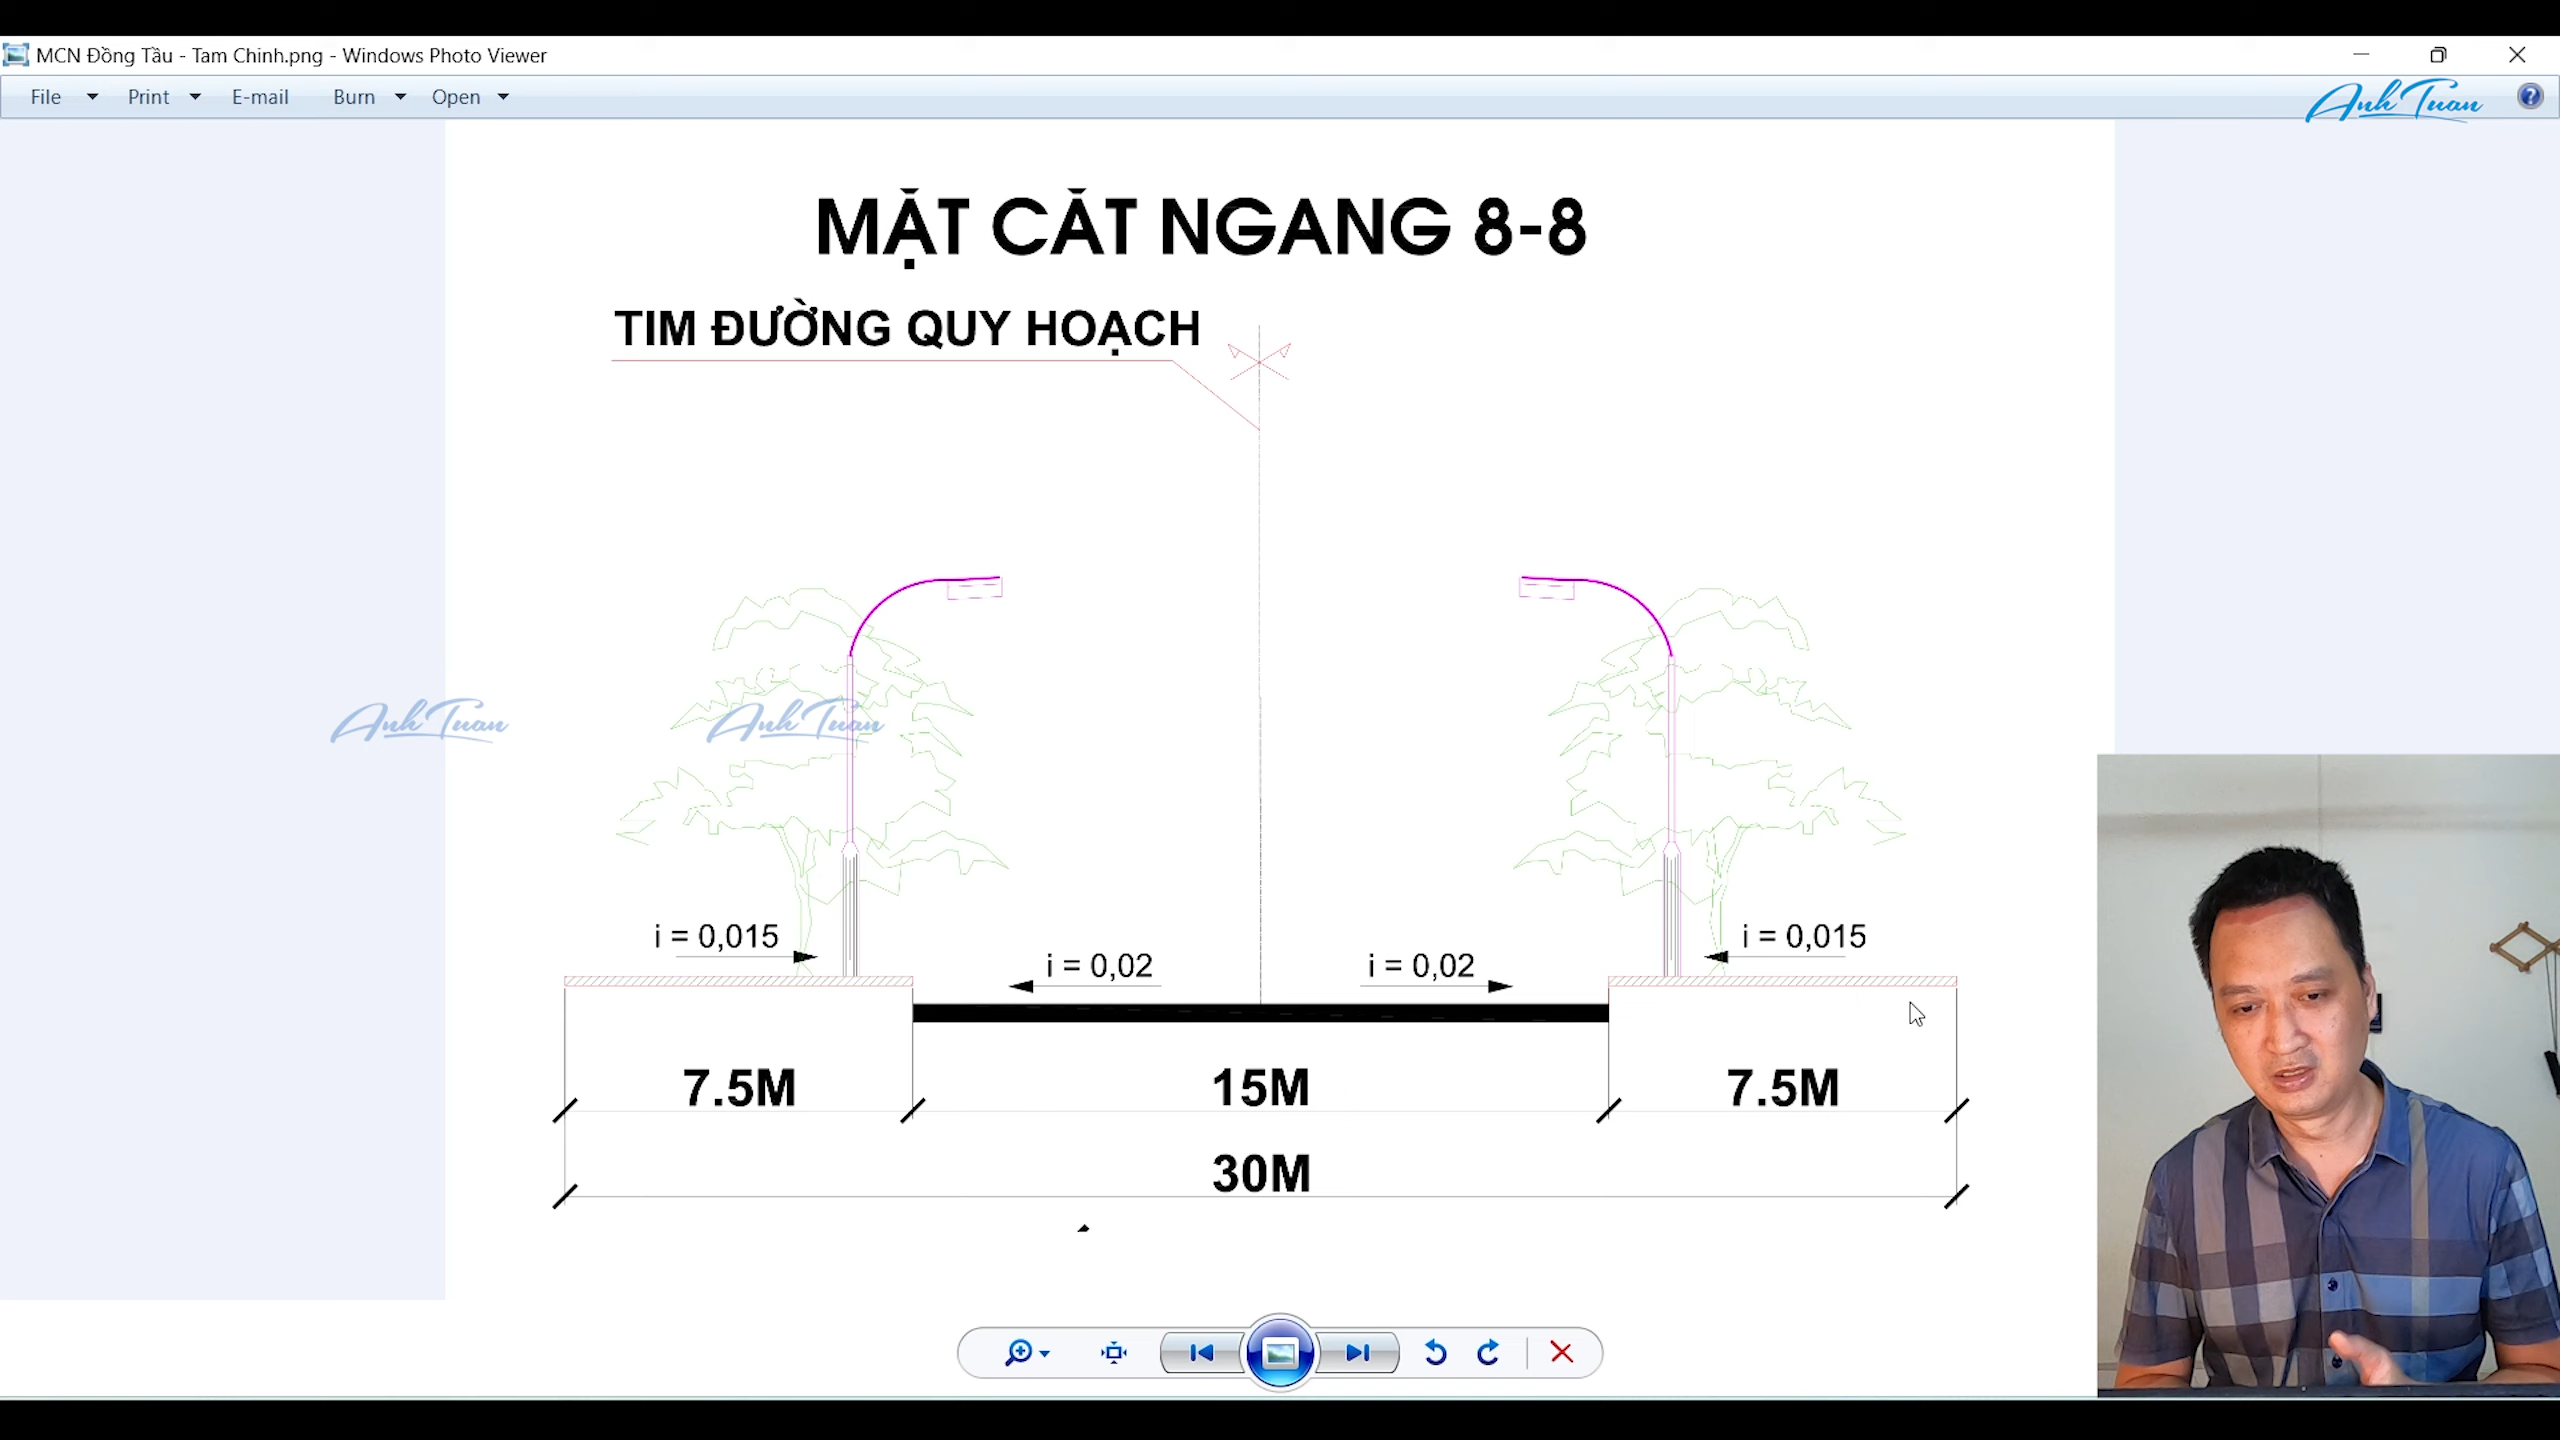 MCN Đồng Tầu - Tam Chinh.png - Windows Photo Viewer
File Print E-mail Burn Open
Anh Tuan
MẶT CẮT NGANG 8-8
TIM ĐƯỜNG QUY HOẠCH
Anh Tuan Anh Tuan
i = 0,015 i = 0,02 i = 0,02 i = 0,015
7.5M 15M 7.5M
30M